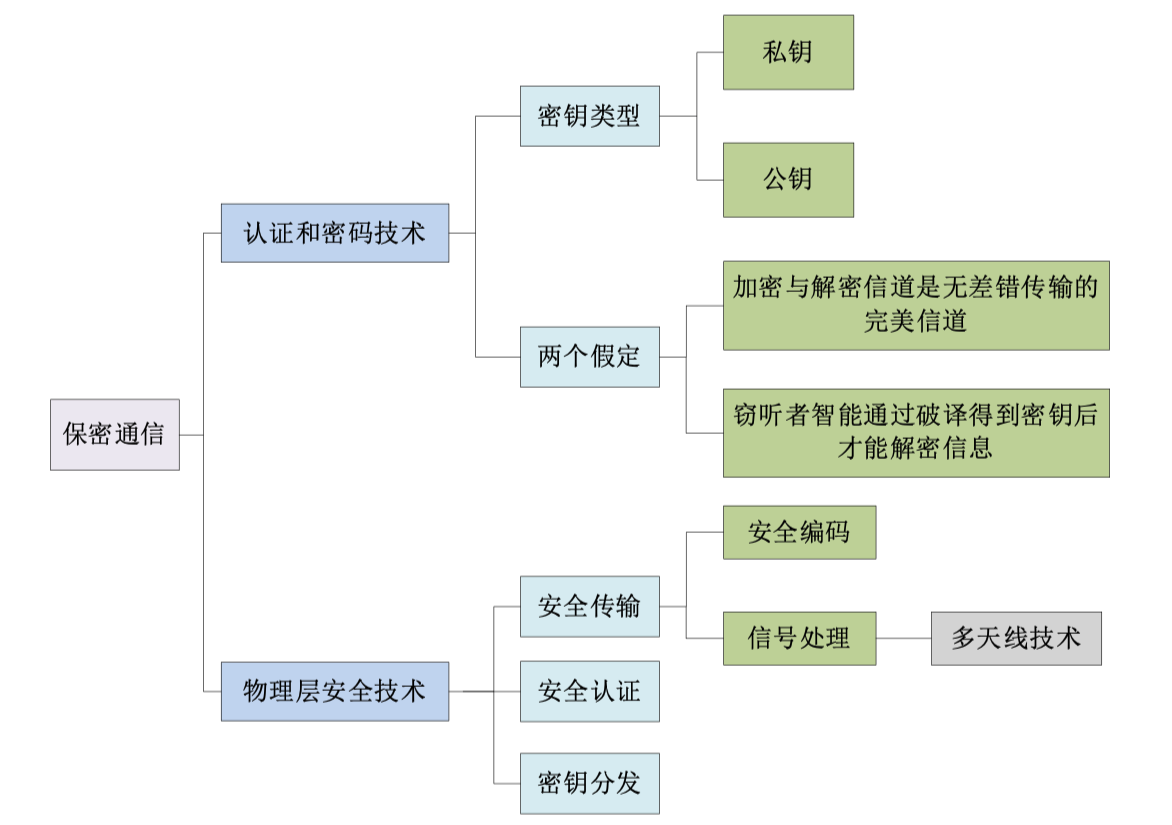 私钥
密钥类型
公钥
认证和密码技术
加密与解密信道是无差错传输的
完美信道
两个假定
窃听者智能通过破译得到密钥后
才能解密信息
保密通信
安全编码
安全传输
信号处理
多天线技术
物理层安全技术
安全认证
密钥分发